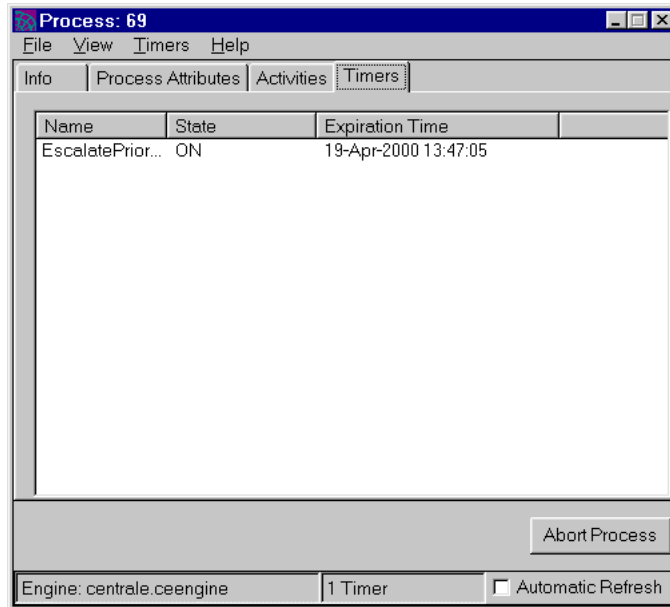 Process: 69
File View Timers Help
Info Process Attributes Activities Timers
Name State Expiration Time
EscalatePrior... ON 19-Apr-2000 13:47:05
Abort Process
Engine: centrale.ceengine 1 Timer Automatic Refresh